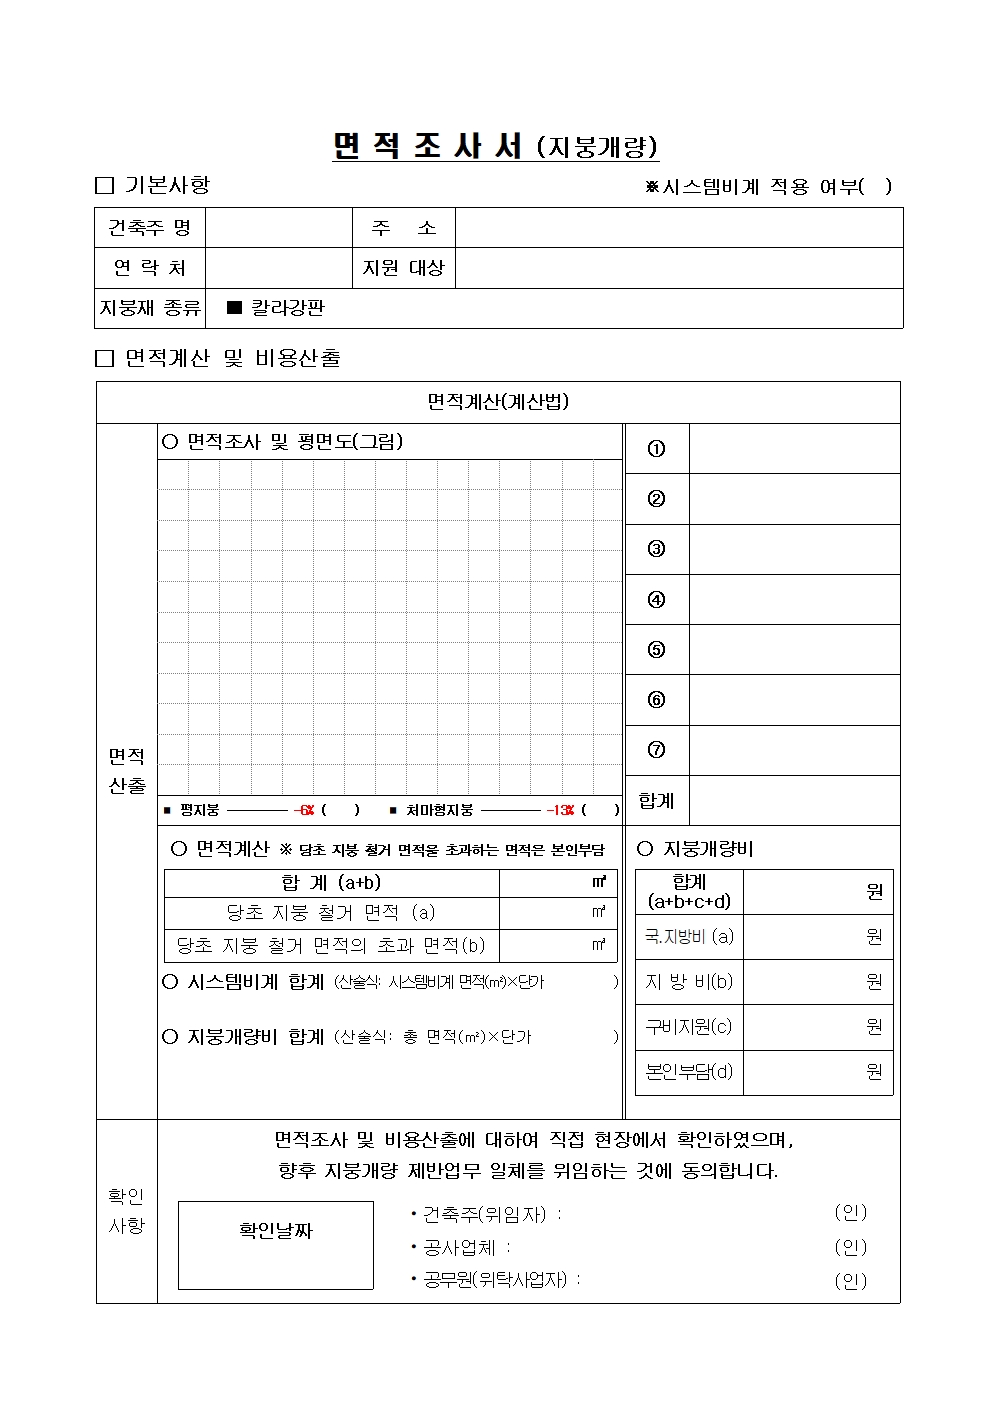 면 적 조 사 서 (지붕개량)
□ 기본사항 ※시스템비계 적용 여부( )
건축주 명 주 소
연 락 처 지원 대상
지붕재 종류 ■ 칼라강판
□ 면적계산 및 비용산출
면적계산(계산법)
○ 면적조사 및 평면도(그림)
①
②
③
④
⑤
⑥
⑦
합계
면적
산출
■ 평지붕 ──── -6% ( ) ■ 처마형지붕 ──── -13% ( )
○ 면적계산 ※ 당초 지붕 철거 면적을 초과하는 면적은 본인부담
합 계 (a+b) ㎡
당초 지붕 철거 면적 (a) ㎡
당초 지붕 철거 면적의 초과 면적(b) ㎡
○ 시스템비계 합계 (산술식: 시스템비계 면적(㎡)×단가 )
○ 지붕개량비 합계 (산술식: 총 면적(㎡)×단가 )
○ 지붕개량비
합계
(a+b+c+d) 원
국.지방비 (a) 원
지 방 비(b) 원
구비지원(c) 원
본인부담(d) 원
확인
사항
면적조사 및 비용산출에 대하여 직접 현장에서 확인하였으며,
향후 지붕개량 제반업무 일체를 위임하는 것에 동의합니다.
확인날짜
・건축주(위임자) : (인)
・공사업체 : (인)
・공무원(위탁사업자) : (인)